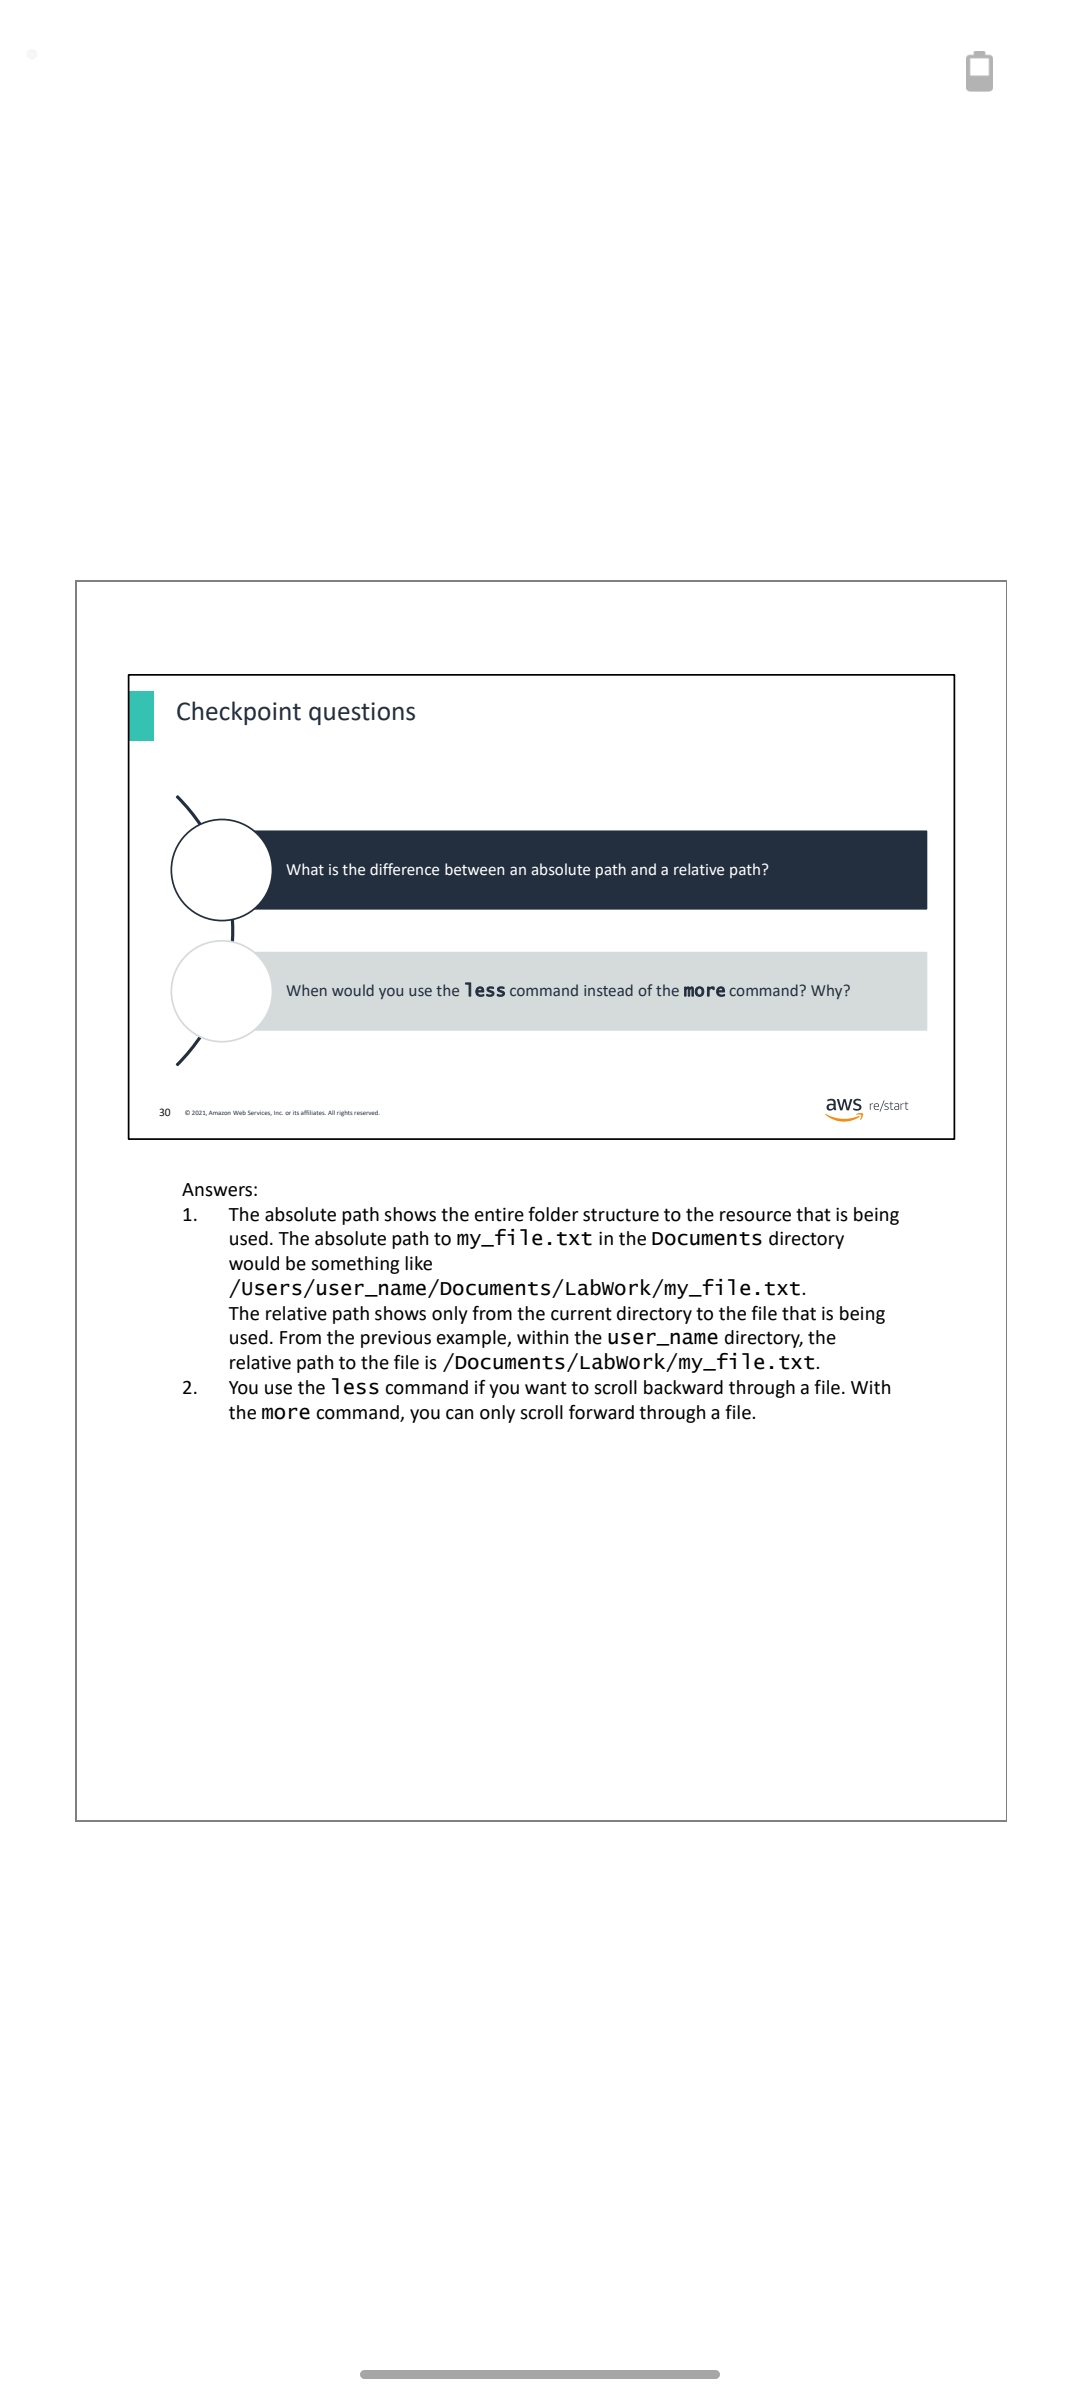 Checkpoint questions
What is the difference between an absolute path and a relative path?
When would you use the less command instead of the more command? Why?
30 © 2021, Amazon Web Services, Inc. or its affiliates. All rights reserved.
aws re/start
Answers:
1. The absolute path shows the entire folder structure to the resource that is being
used. The absolute path to my_file.txt in the Documents directory
would be something like
/Users/user_name/Documents/LabWork/my_file.txt.
The relative path shows only from the current directory to the file that is being
used. From the previous example, within the user_name directory, the
relative path to the file is /Documents/LabWork/my_file.txt.
2. You use the less command if you want to scroll backward through a file. With
the more command, you can only scroll forward through a file.